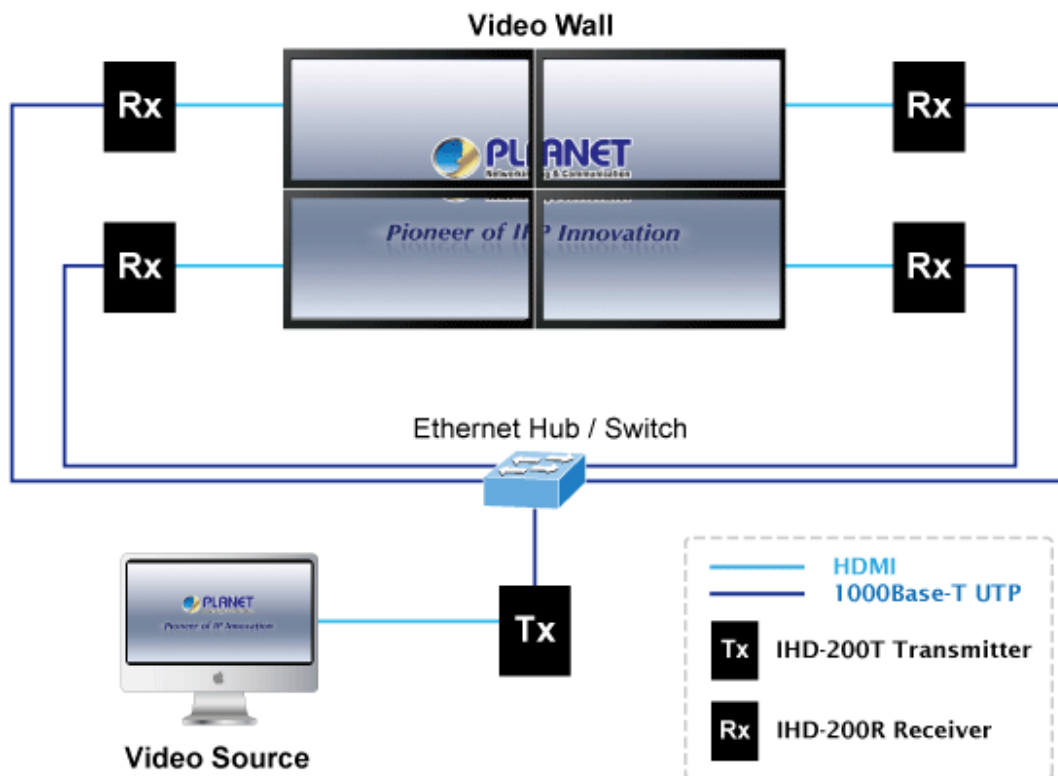 Video Wall
Rx
Rx
PLANET
Networking & Communication
Rx
Rx
Pioneer of IP Innovation
Ethernet Hub / Switch
PLANET
Pioneer of IP Innovation
Tx
Video Source
HDMI
1000Base-T UTP
Tx IHD-200T Transmitter
Rx IHD-200R Receiver